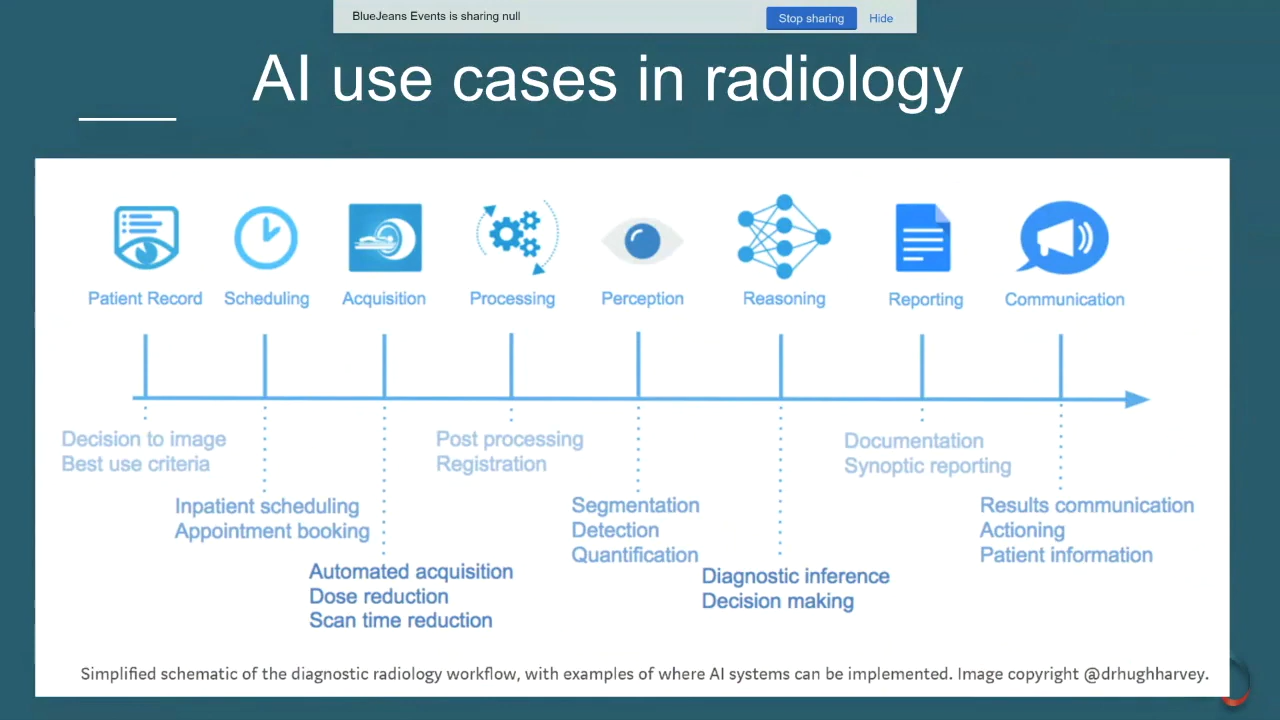 BlueJeans Events is sharing null
Stop sharing
Hide
AI use cases in radiology
Patient Record
Scheduling
Acquisition
Processing
Perception
Reasoning
Reporting
Communication
Decision to image
Best use criteria
Inpatient scheduling
Appointment booking
Automated acquisition
Dose reduction
Scan time reduction
Post processing
Registration
Segmentation
Detection
Quantification
Diagnostic inference
Decision making
Documentation
Synoptic reporting
Results communication
Actioning
Patient information
Simplified schematic of the diagnostic radiology workflow, with examples of where AI systems can be implemented. Image copyright @drhughharvey.